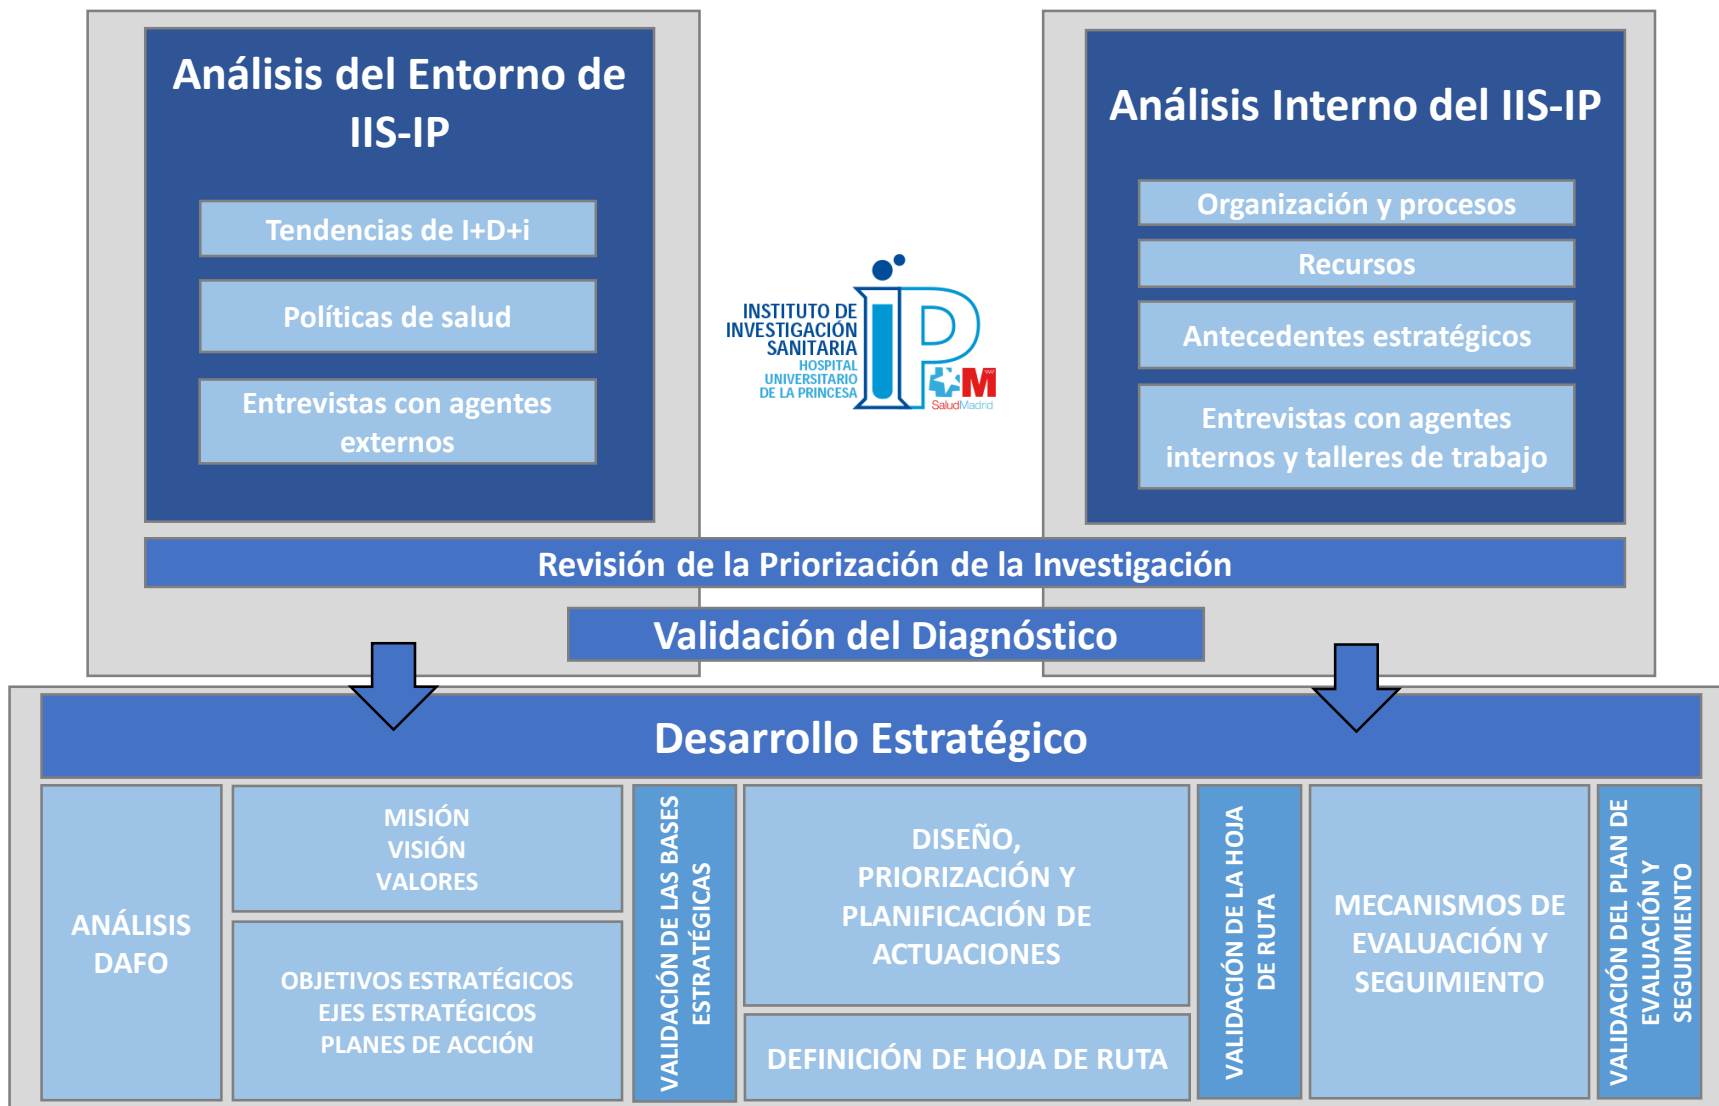 Análisis del Entorno de
IIS-IP
Tendencias de I+D+i
Políticas de salud
Entrevistas con agentes
externos
INSTITUTO DE
INVESTIGACIÓN
SANITARIA
HOSPITAL
UNIVERSITARIO
DE LA PRINCESA
iP
M
SaludMadrid
Análisis Interno del IIS-IP
Organización y procesos
Recursos
Antecedentes estratégicos
Entrevistas con agentes
internos y talleres de trabajo
Revisión de la Priorización de la Investigación
Validación del Diagnóstico
Desarrollo Estratégico
ANÁLISIS
DAFO
MISIÓN
VISIÓN
VALORES
OBJETIVOS ESTRATÉGICOS
EJES ESTRATÉGICOS
PLANES DE ACCIÓN
VALIDACIÓN DE LAS BASES
ESTRATÉGICAS
DISEÑO,
PRIORIZACIÓN Y
PLANIFICACIÓN DE
ACTUACIONES
DEFINICIÓN DE HOJA DE RUTA
VALIDACIÓN DE LA HOJA
DE RUTA
MECANISMOS DE
EVALUACIÓN Y
SEGUIMIENTO
VALIDACIÓN DEL PLAN DE
EVALUACIÓN Y
SEGUIMIENTO